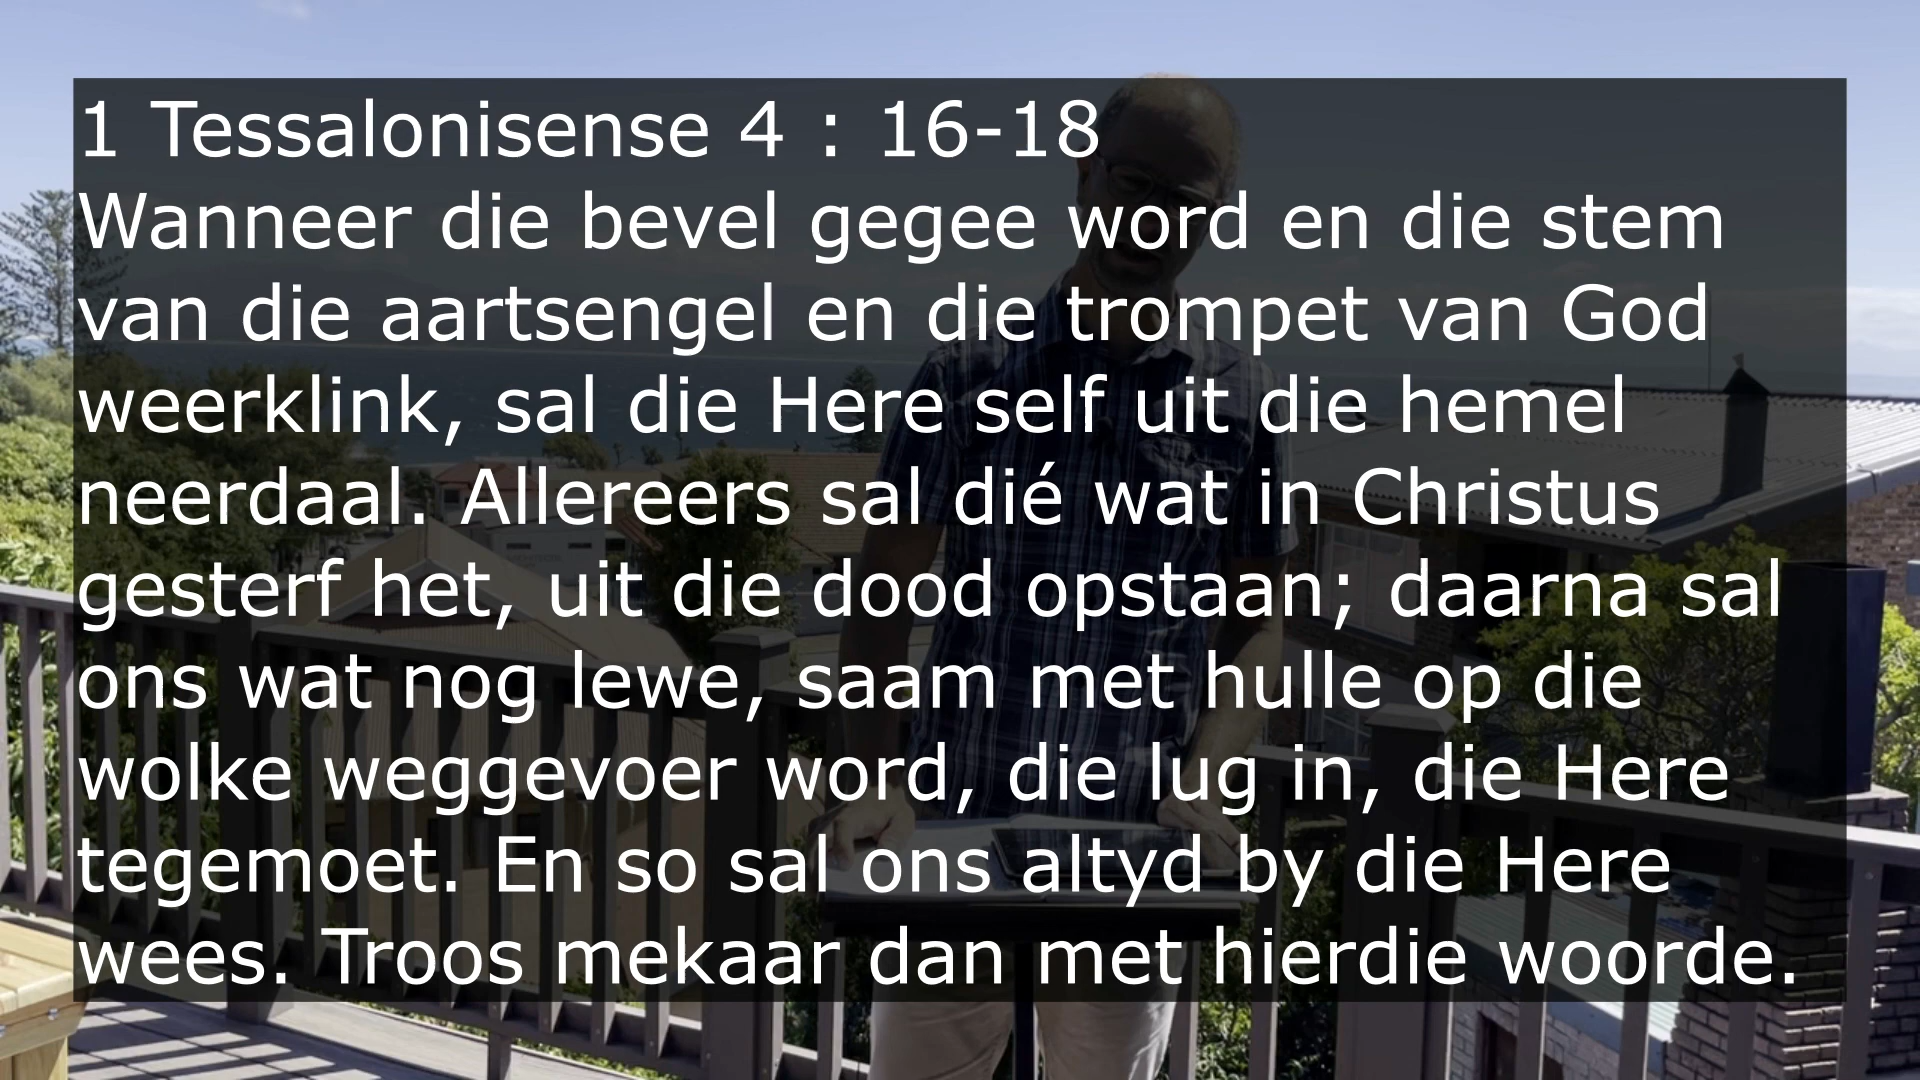 1 Tessalonisense 4 : 16-18
Wanneer die bevel gegee word en die stem
van die aartsengel en die trompet van God
weerklink, sal die Here self uit die hemel
neerdaal. Allereers sal dié wat in Christus
gesterf het, uit die dood opstaan; daarna sal
ons wat nog lewe, saam met hulle op die
wolke weggevoer word, die lug in, die Here
tegemoet. En so sal ons altyd by die Here
wees. Troos mekaar dan met hierdie woorde.